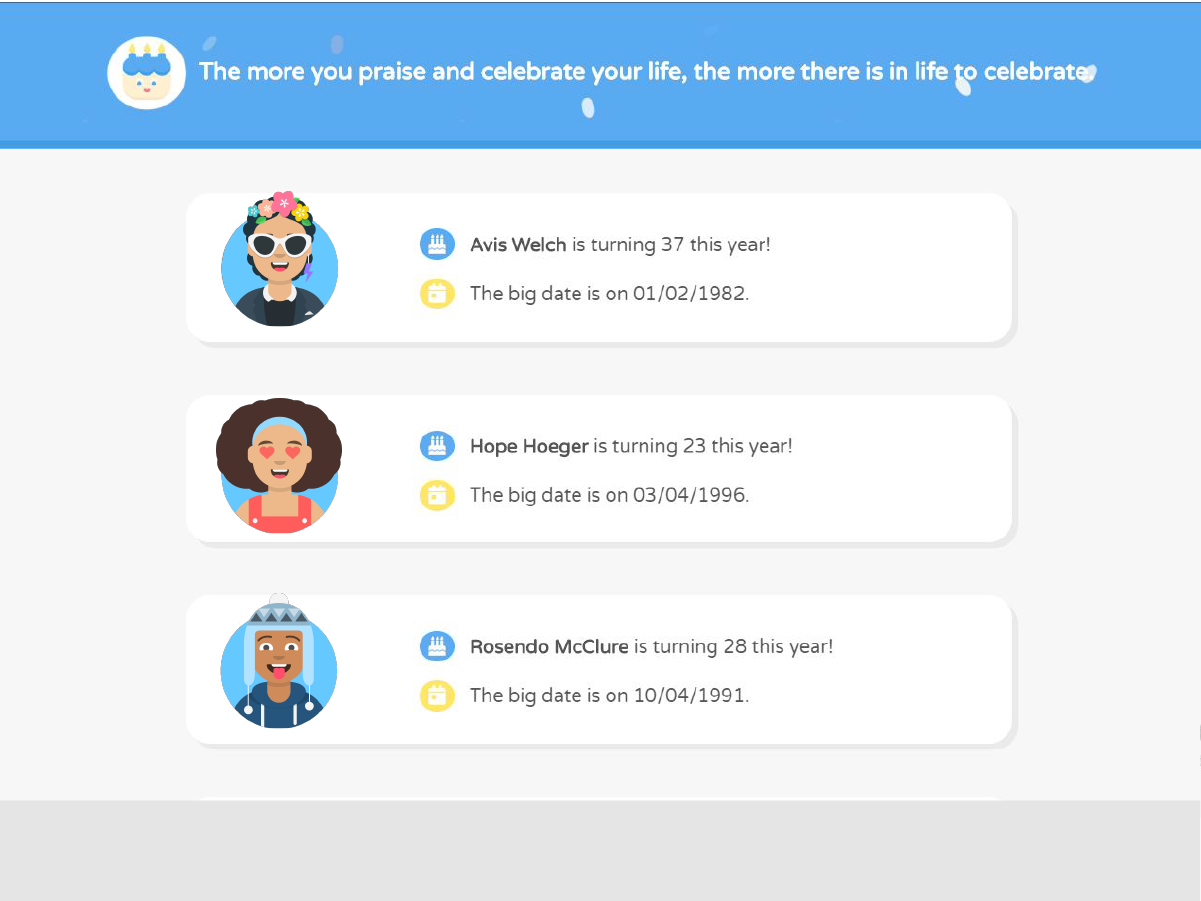 The more you praise and celebrate your life, the more there is in life to celebrate.
Avis Welch is turning 37 this year!
The big date is on 01/02/1982.
Hope Hoeger is turning 23 this year!
The big date is on 03/04/1996.
Rosendo McClure is turning 28 this year!
The big date is on 10/04/1991.